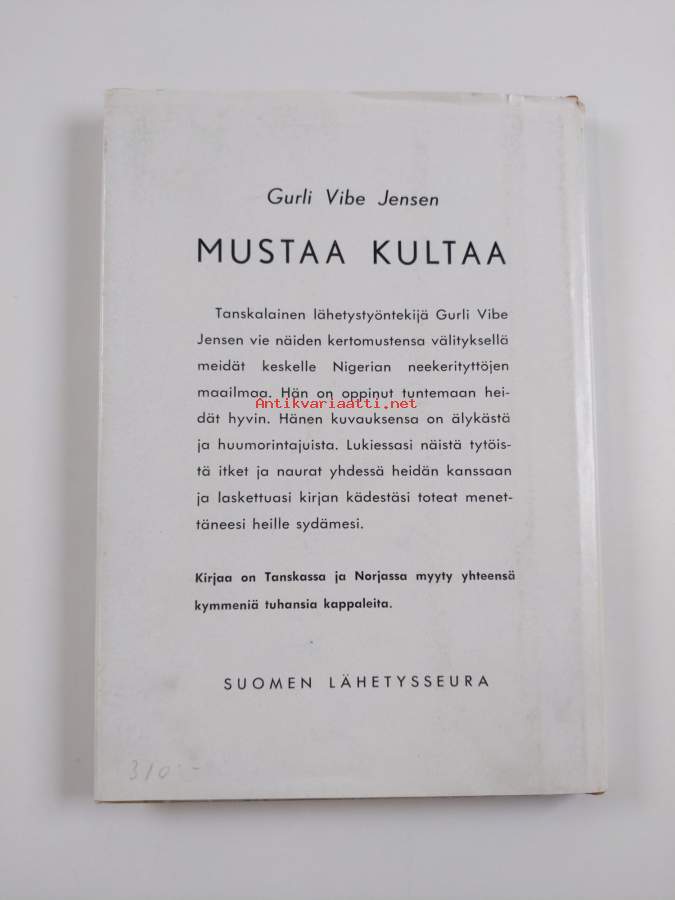 Gurli Vibe Jensen
MUSTAA KULTAA
Tanskalainen lähetystyöntekijä Gurli Vibe
Jensen vie näiden kertomustensa välityksellä
meidät keskelle Nigerian neekerityttöjen
maailmaa. Hän on oppinut tuntemaan hei-
Antikvariaatti.net
dät hyvin. Hänen kuvauksensa on älykästä
ja huumorintajuista. Lukiessasi näistä tytöis-
tä itket ja naurat yhdessä heidän kanssaan
ja laskettuasi kirjan kädestäsi toteat menet-
täneesi heille sydämesi.
Kirjaa on Tanskassa ja Norjassa myyty yhteensä
kymmeniä tuhansia kappaleita.
SUOMEN LÄHETYSSEURA
310:-